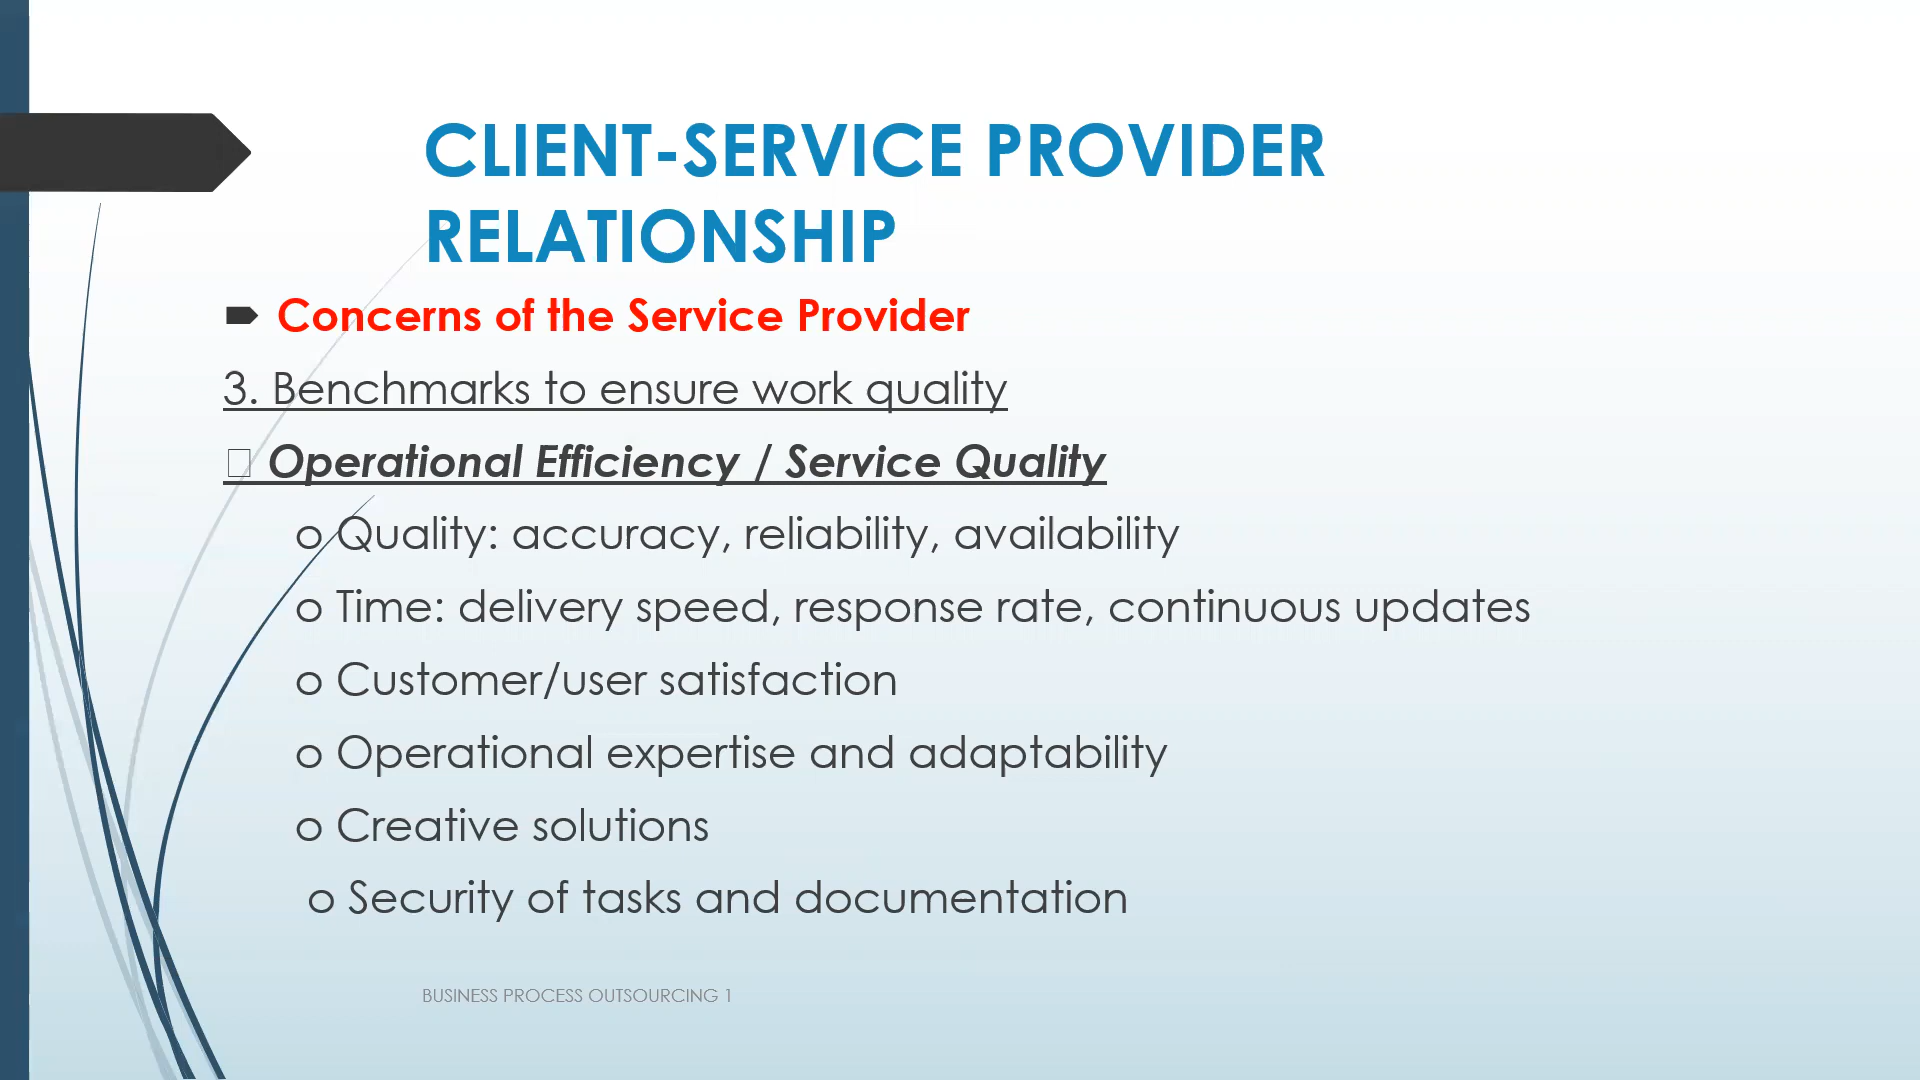 CLIENT-SERVICE PROVIDER
RELATIONSHIP
Concerns of the Service Provider
3. Benchmarks to ensure work quality
Operational Efficiency / Service Quality
o Quality: accuracy, reliability, availability
o Time: delivery speed, response rate, continuous updates
o Customer/user satisfaction
o Operational expertise and adaptability
o Creative solutions
o Security of tasks and documentation
BUSINESS PROCESS OUTSOURCING 1